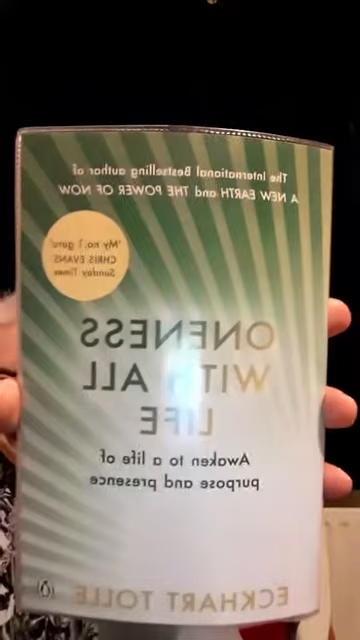 The International Bestselling author of
A NEW EARTH and THE POWER OF NOW
'My no.1 guru'
CHRIS EVANS
Sunday Times
ONENESS
WITH ALL
LIFE
Awaken to a life of
purpose and presence
ECKHART TOLLE